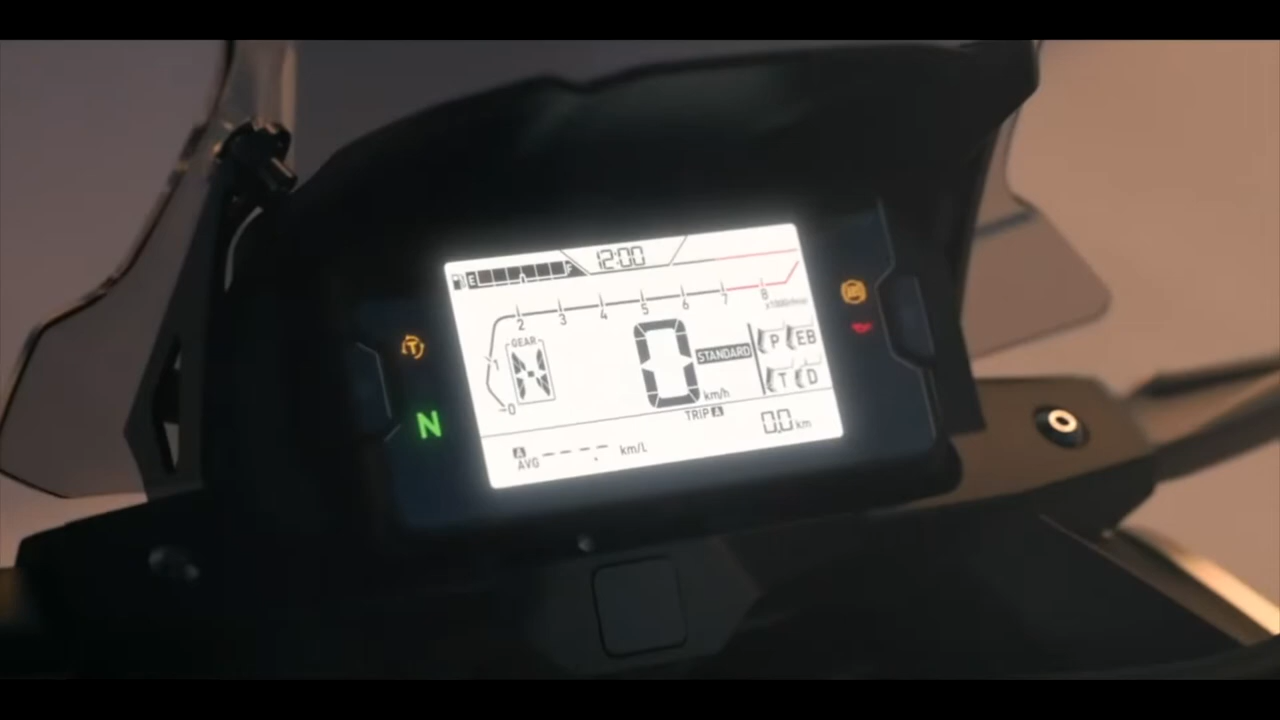 E F 12:00
0 1 2 3 4 5 6 7 8
GEAR
N
0 km/h
STANDARD
P EB
T D
TRIP A 0.0 km
A
AVG ----.- km/L
T
N